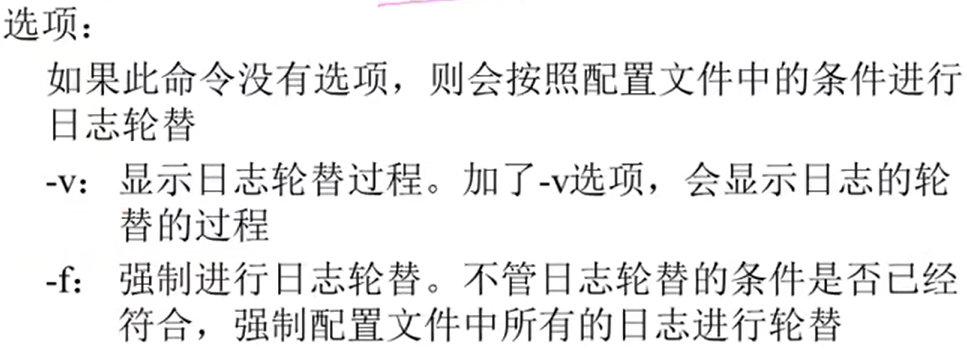 选项：
如果此命令没有选项，则会按照配置文件中的条件进行
日志轮替
-v： 显示日志轮替过程。加了-v选项，会显示日志的轮
替的过程
-f： 强制进行日志轮替。不管日志轮替的条件是否已经
符合，强制配置文件中所有的日志进行轮替